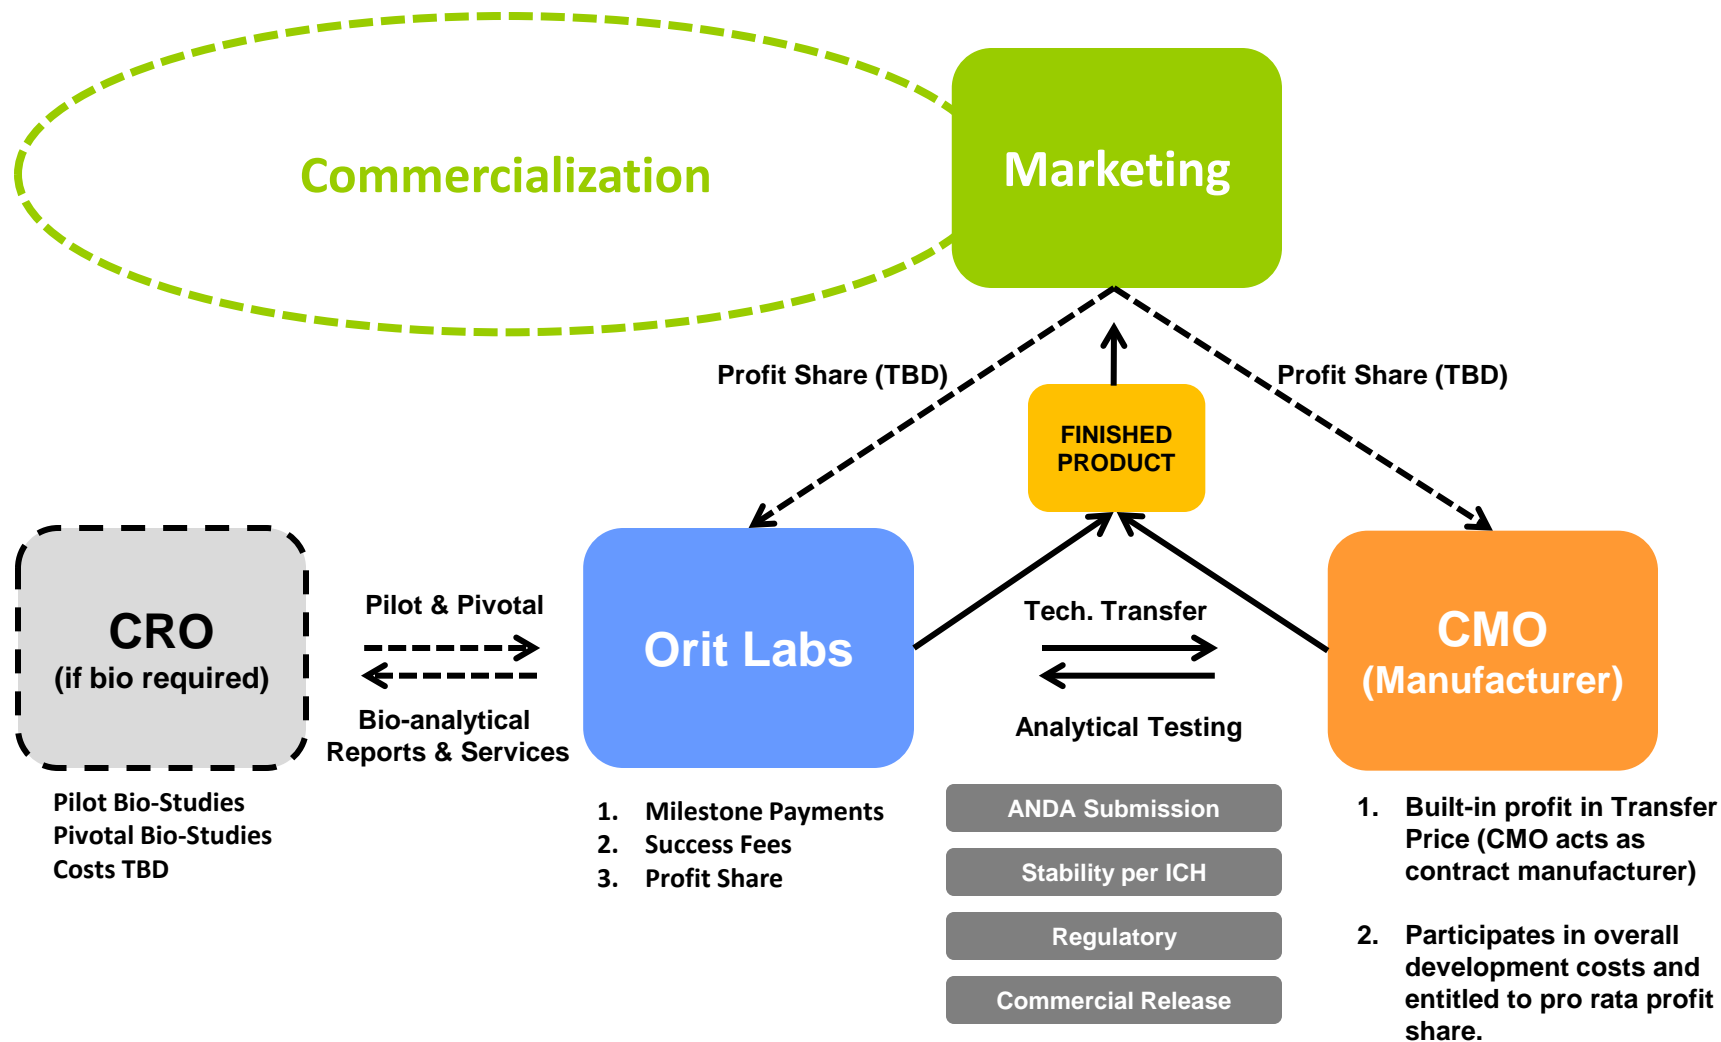 Commercialization
Marketing
Profit Share (TBD)
Profit Share (TBD)
FINISHED
PRODUCT
CRO
(if bio required)
Pilot & Pivotal
Bio-analytical
Reports & Services
Orit Labs
Tech. Transfer
Analytical Testing
CMO
(Manufacturer)
Pilot Bio-Studies
Pivotal Bio-Studies
Costs TBD
1. Milestone Payments
2. Success Fees
3. Profit Share
ANDA Submission
Stability per ICH
Regulatory
Commercial Release
1. Built-in profit in Transfer
Price (CMO acts as
contract manufacturer)
2. Participates in overall
development costs and
entitled to pro rata profit
share.